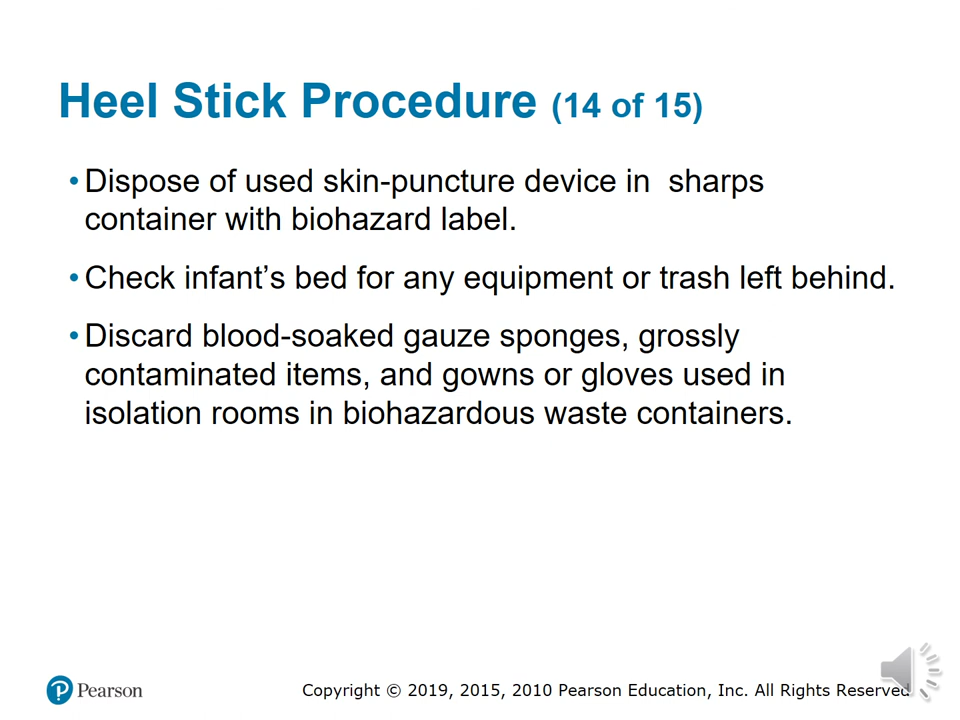 Heel Stick Procedure (14 of 15)
• Dispose of used skin-puncture device in  sharps
container with biohazard label.
• Check infant’s bed for any equipment or trash left behind.
• Discard blood-soaked gauze sponges, grossly
contaminated items, and gowns or gloves used in
isolation rooms in biohazardous waste containers.
Pearson
Copyright © 2019, 2015, 2010 Pearson Education, Inc. All Rights Reserved